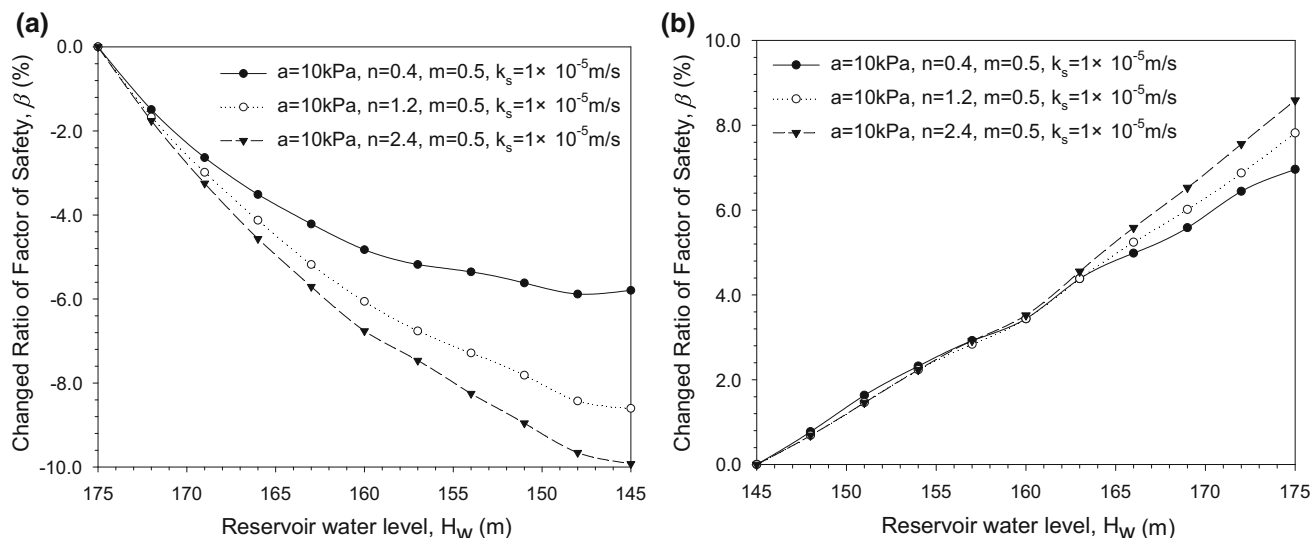 (a)
Changed Ratio of Factor of Safety, β (%)
0.0
-2.0
-4.0
-6.0
-8.0
-10.0
a=10kPa, n=0.4, m=0.5, ks=1× 10⁻⁵m/s
a=10kPa, n=1.2, m=0.5, ks=1× 10⁻⁵m/s
a=10kPa, n=2.4, m=0.5, ks=1× 10⁻⁵m/s
175 170 165 160 155 150 145
Reservoir water level, HW (m)
(b)
Changed Ratio of Factor of Safety, β (%)
10.0
8.0
6.0
4.0
2.0
0.0
a=10kPa, n=0.4, m=0.5, ks=1× 10⁻⁵m/s
a=10kPa, n=1.2, m=0.5, ks=1× 10⁻⁵m/s
a=10kPa, n=2.4, m=0.5, ks=1× 10⁻⁵m/s
145 150 155 160 165 170 175
Reservoir water level, HW (m)